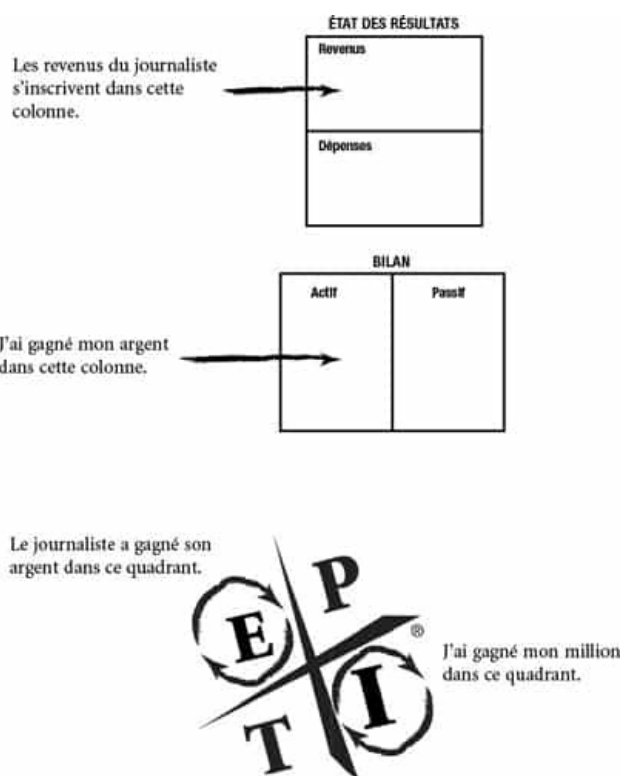 ÉTAT DES RÉSULTATS
Revenus
Les revenus du journaliste
s'inscrivent dans cette
colonne.
Dépenses
BILAN
Actif
Passif
J'ai gagné mon argent
dans cette colonne.
Le journaliste a gagné son
argent dans ce quadrant.
E
P
®
T
I
J'ai gagné mon million
dans ce quadrant.